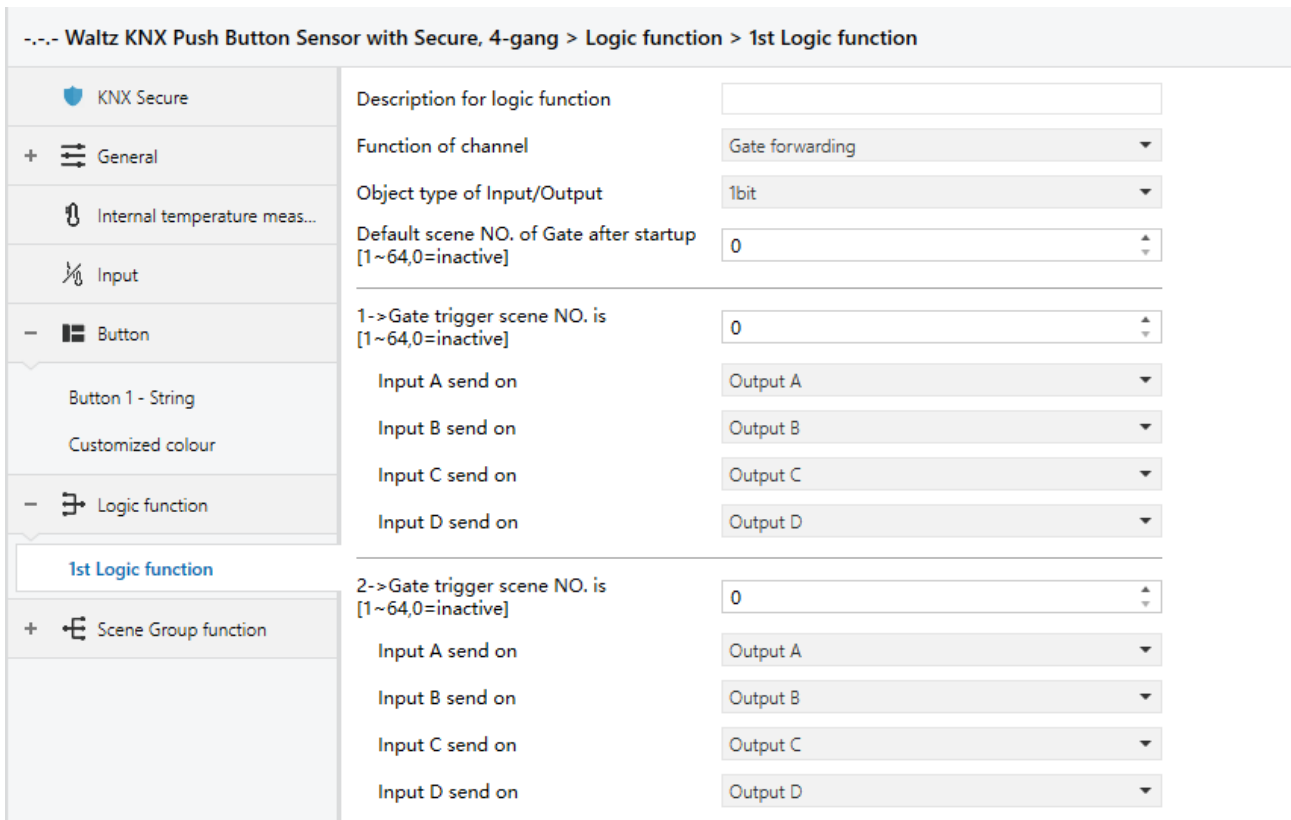 -.-.- Waltz KNX Push Button Sensor with Secure, 4-gang > Logic function > 1st Logic function
KNX Secure
+ General
Internal temperature meas...
Input
– Button
Button 1 - String
Customized colour
– Logic function
1st Logic function
+ Scene Group function
Description for logic function
Function of channel Gate forwarding
Object type of Input/Output 1bit
Default scene NO. of Gate after startup
[1~64,0=inactive] 0
1->Gate trigger scene NO. is
[1~64,0=inactive] 0
Input A send on Output A
Input B send on Output B
Input C send on Output C
Input D send on Output D
2->Gate trigger scene NO. is
[1~64,0=inactive] 0
Input A send on Output A
Input B send on Output B
Input C send on Output C
Input D send on Output D